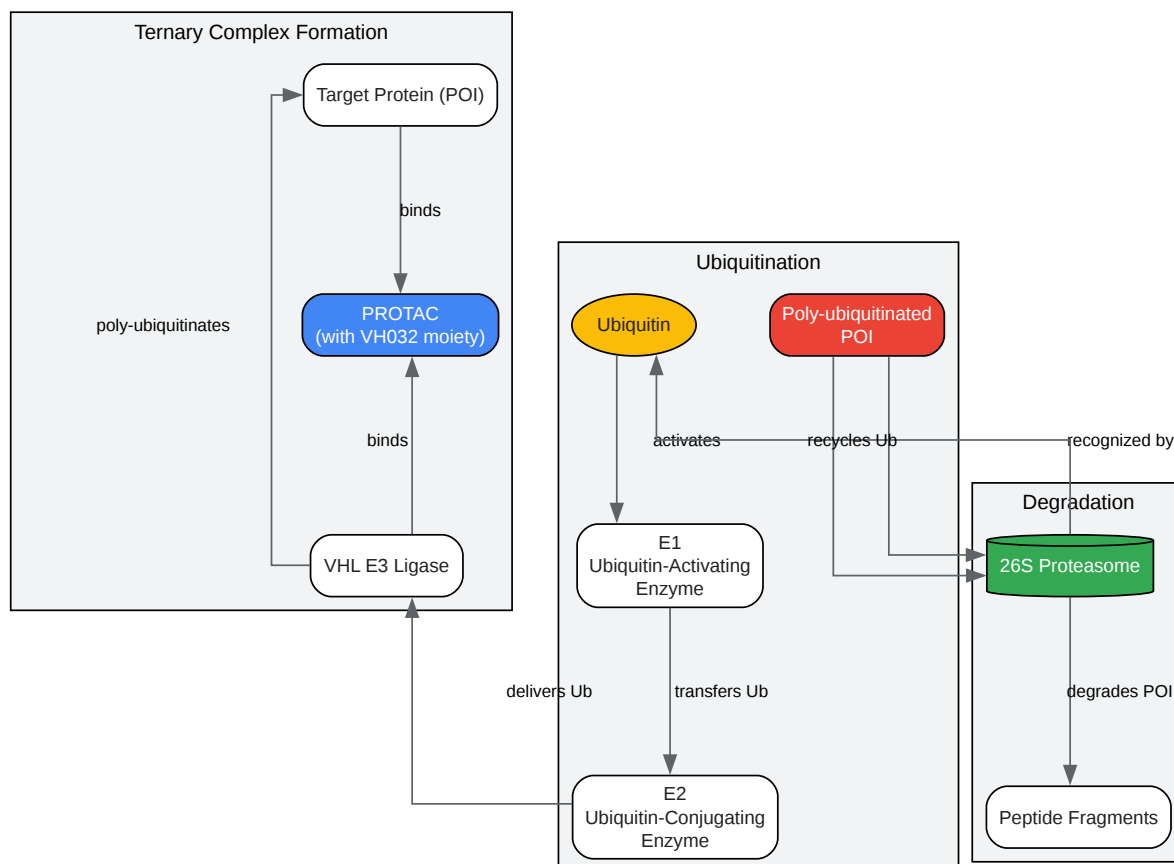 Ternary Complex Formation
Target Protein (POI)
binds
poly-ubiquitinates
PROTAC
(with VH032 moiety)
binds
VHL E3 Ligase
Ubiquitination
Ubiquitin
Poly-ubiquitinated
POI
activates
recycles Ub
recognized by
E1
Ubiquitin-Activating
Enzyme
Degradation
26S Proteasome
delivers Ub
transfers Ub
degrades POI
E2
Ubiquitin-Conjugating
Enzyme
Peptide Fragments